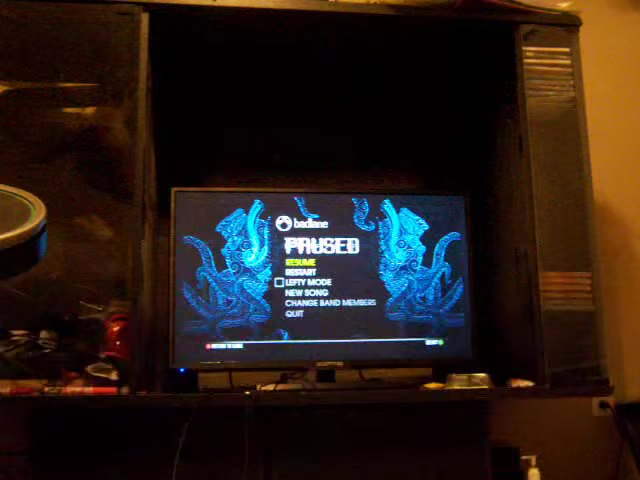 badlane
PAUSED
RESUME
RESTART
LEFTY MODE
NEW SONG
CHANGE BAND MEMBERS
QUIT